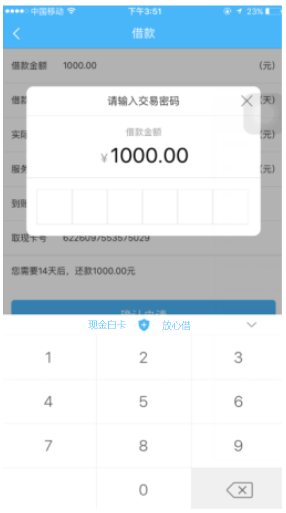 中国移动 下午3:51 23%
借款
借款金额 1000.00 (元)
请输入交易密码
借款 (天)
借款金额
实际 (元)
¥1000.00
服务 (元)
到账
取现卡号 6226097553575029
您需要14天后，还款1000.00元
确认申请
现金白卡 放心借
1 2 3
4 5 6
7 8 9
0